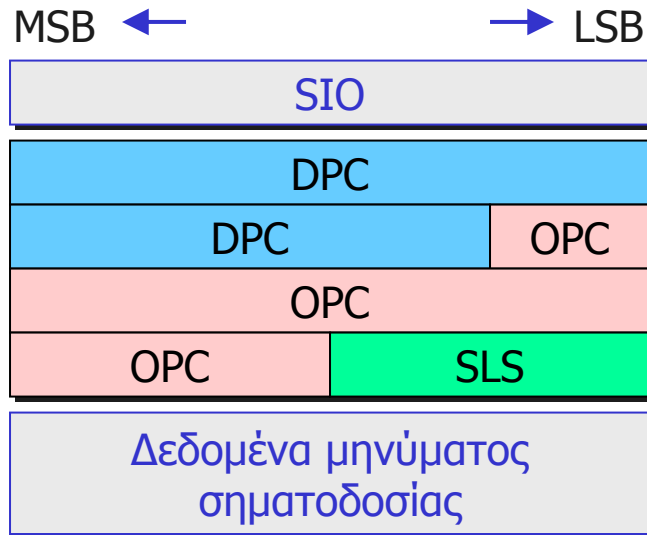 MSB LSB
SIO
DPC
DPC OPC
OPC
OPC SLS
Δεδομένα μηνύματος
σηματοδοσίας